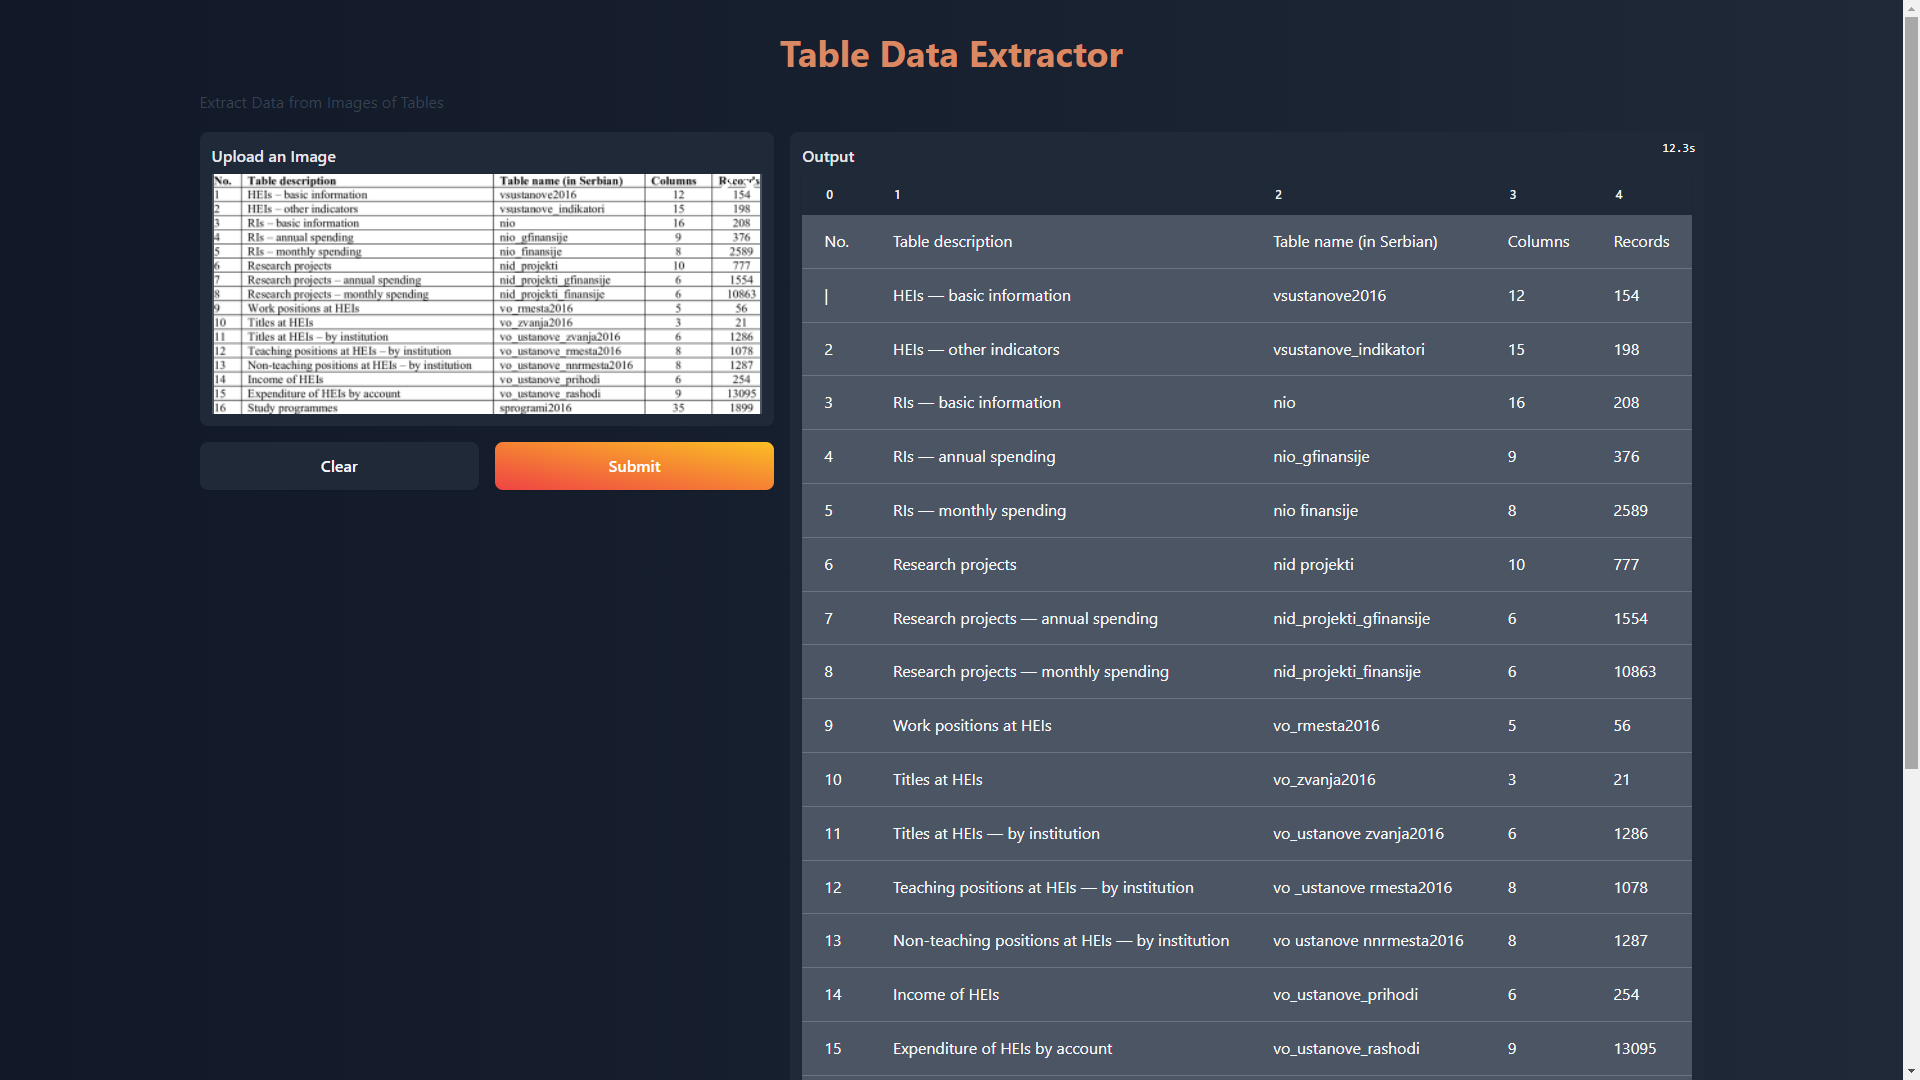 Table Data Extractor
Extract Data from Images of Tables
Upload an Image
No. Table description Table name (in Serbian) Columns
1 HEIs – basic information vsustanove2016 12 154
2 HEIs – other indicators vsustanove_indikatori 15 198
3 RIs – basic information nio 16 208
4 RIs – annual spending nio_gfinansije 9 376
5 RIs – monthly spending nio_finansije 8 2589
6 Research projects nid_projekti 10 777
7 Research projects – annual spending nid_projekti_gfinansije 6 1554
8 Research projects – monthly spending nid_projekti_finansije 6 10863
9 Work positions at HEIs vo_rmesta2016 5 56
10 Titles at HEIs vo_zvanja2016 3 21
11 Titles at HEIs – by institution vo_ustanove_zvanja2016 6 1286
12 Teaching positions at HEIs – by institution vo_ustanove_rmesta2016 8 1078
13 Non-teaching positions at HEIs – by institution vo_ustanove_nnrmesta2016 8 1287
14 Income of HEIs vo_ustanove_prihodi 6 254
15 Expenditure of HEIs by account vo_ustanove_rashodi 9 13095
16 Study programmes sprogrami2016 35 1899
Clear Submit
Output 12.3s
0 1 2 3 4
No. Table description Table name (in Serbian) Columns Records
| HEIs — basic information vsustanove2016 12 154
2 HEIs — other indicators vsustanove_indikatori 15 198
3 RIs — basic information nio 16 208
4 RIs — annual spending nio_gfinansije 9 376
5 RIs — monthly spending nio finansije 8 2589
6 Research projects nid projekti 10 777
7 Research projects — annual spending nid_projekti_gfinansije 6 1554
8 Research projects — monthly spending nid_projekti_finansije 6 10863
9 Work positions at HEIs vo_rmesta2016 5 56
10 Titles at HEIs vo_zvanja2016 3 21
11 Titles at HEIs — by institution vo_ustanove zvanja2016 6 1286
12 Teaching positions at HEIs — by institution vo _ustanove rmesta2016 8 1078
13 Non-teaching positions at HEIs — by institution vo ustanove nnrmesta2016 8 1287
14 Income of HEIs vo_ustanove_prihodi 6 254
15 Expenditure of HEIs by account vo_ustanove_rashodi 9 13095